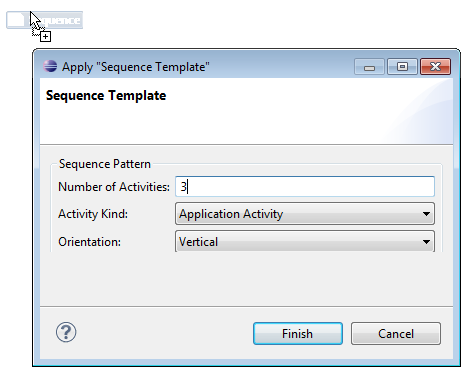 Sequence
Apply "Sequence Template"
Sequence Template
Sequence Pattern
Number of Activities: 3
Activity Kind: Application Activity
Orientation: Vertical
?
Finish Cancel